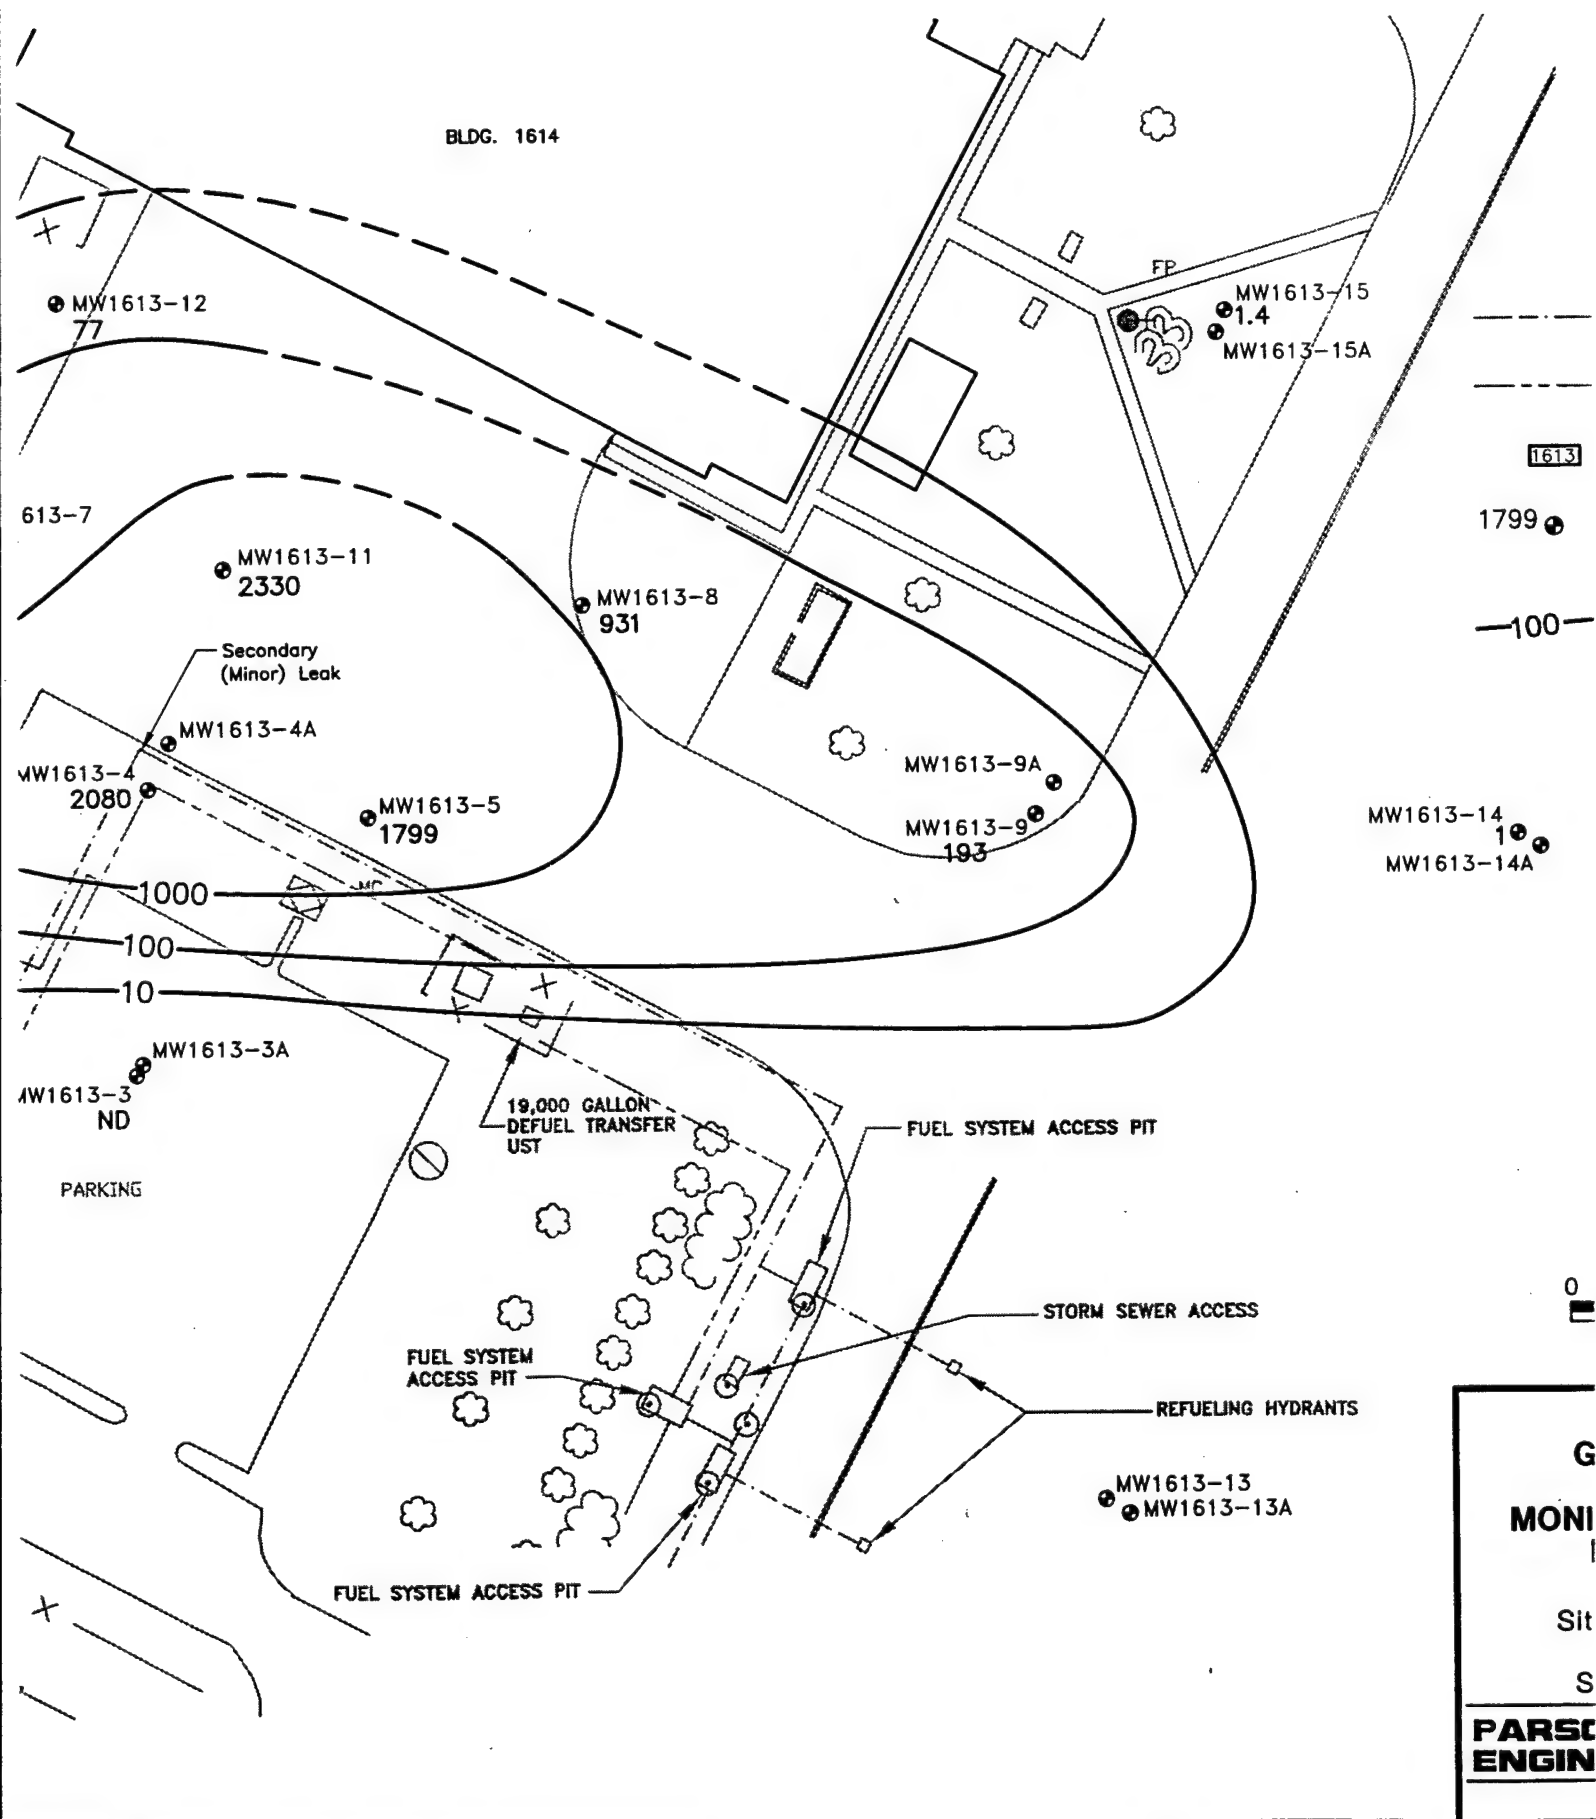 BLDG. 1614
FP
MW1613-12
77
MW1613-15
1.4
MW1613-15A
1613
613-7
1799
MW1613-11
2330
MW1613-8
931
100
Secondary
(Minor) Leak
MW1613-4A
MW1613-4
2080
MW1613-5
1799
MW1613-9A
MW1613-9
193
MW1613-14
1
MW1613-14A
1000
100
10
MW1613-3A
MW1613-3
ND
19,000 GALLON
DEFUEL TRANSFER
UST
FUEL SYSTEM ACCESS PIT
PARKING
0
STORM SEWER ACCESS
FUEL SYSTEM
ACCESS PIT
REFUELING HYDRANTS
MW1613-13
MW1613-13A
FUEL SYSTEM ACCESS PIT
G
MONI
Sit
S
PARSO
ENGIN